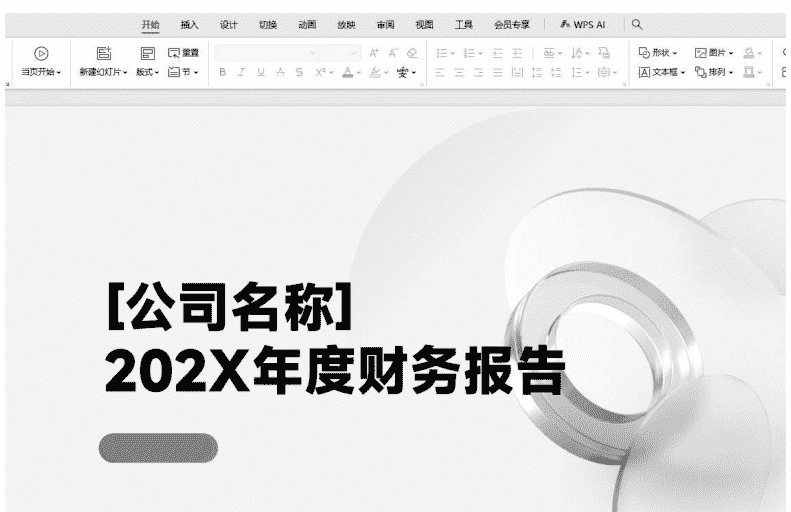 开始 插入 设计 切换 动画 放映 审阅 视图 工具 会员专享 WPS AI
重置 形状 图片
当页开始 新建幻灯片 版式 节 B I U A S X² A 文本框 排列
[公司名称]
202X年度财务报告